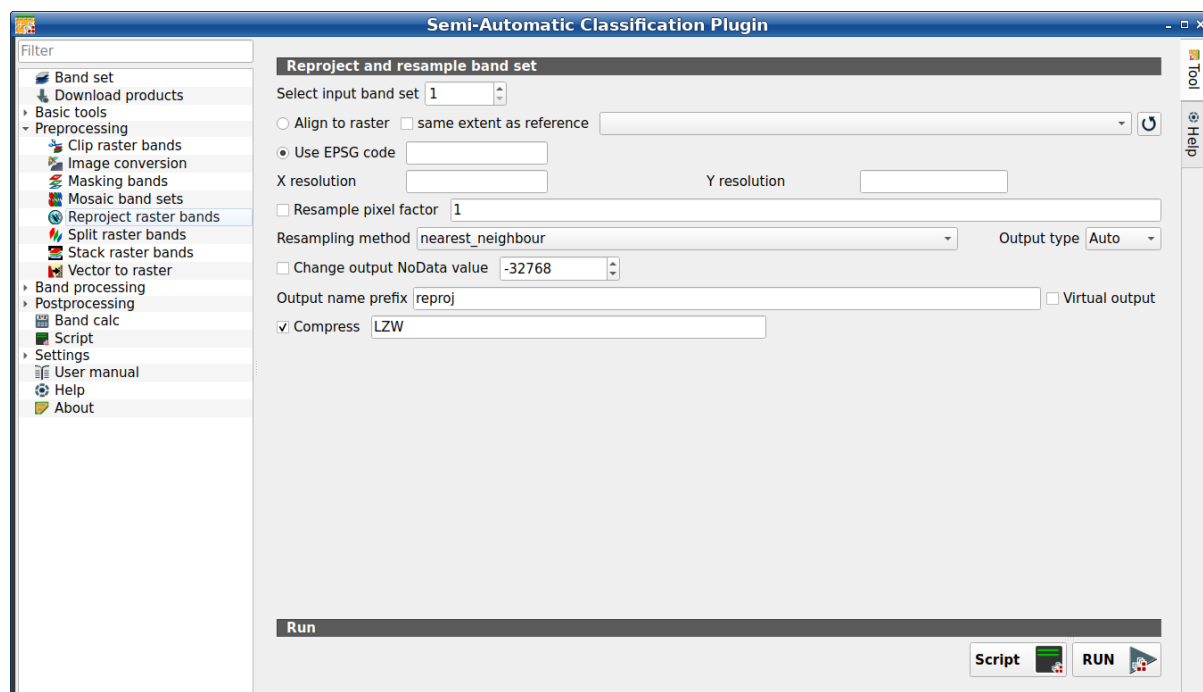 Semi-Automatic Classification Plugin
Filter
Band set
Download products
Basic tools
Preprocessing
Clip raster bands
Image conversion
Masking bands
Mosaic band sets
Reproject raster bands
Split raster bands
Stack raster bands
Vector to raster
Band processing
Postprocessing
Band calc
Script
Settings
User manual
Help
About
Reproject and resample band set
Select input band set 1
Align to raster same extent as reference
Use EPSG code
X resolution Y resolution
Resample pixel factor 1
Resampling method nearest_neighbour Output type Auto
Change output NoData value -32768
Output name prefix reproj Virtual output
Compress LZW
Run
Script RUN
Tool
Help